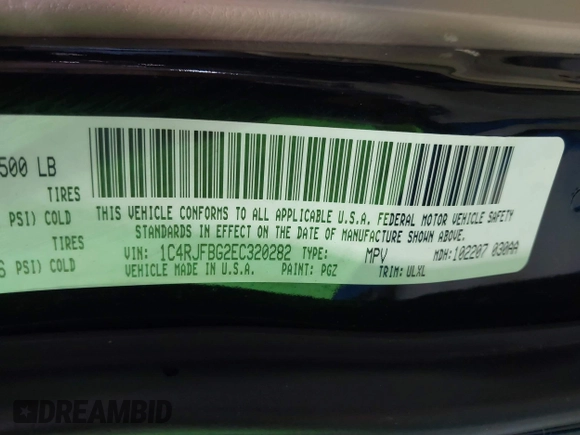 500 LB
TIRES
PSI) COLD
TIRES
PSI) COLD
THIS VEHICLE CONFORMS TO ALL APPLICABLE U.S.A. FEDERAL MOTOR VEHICLE SAFETY
STANDARDS IN EFFECT ON THE DATE OF MANUFACTURE SHOWN ABOVE.
VIN: 1C4RJFBG2EC320282 TYPE: MPV MDH:102207 030AA
VEHICLE MADE IN U.S.A. PAINT: PGZ TRIM: ULXL
DREAMBID